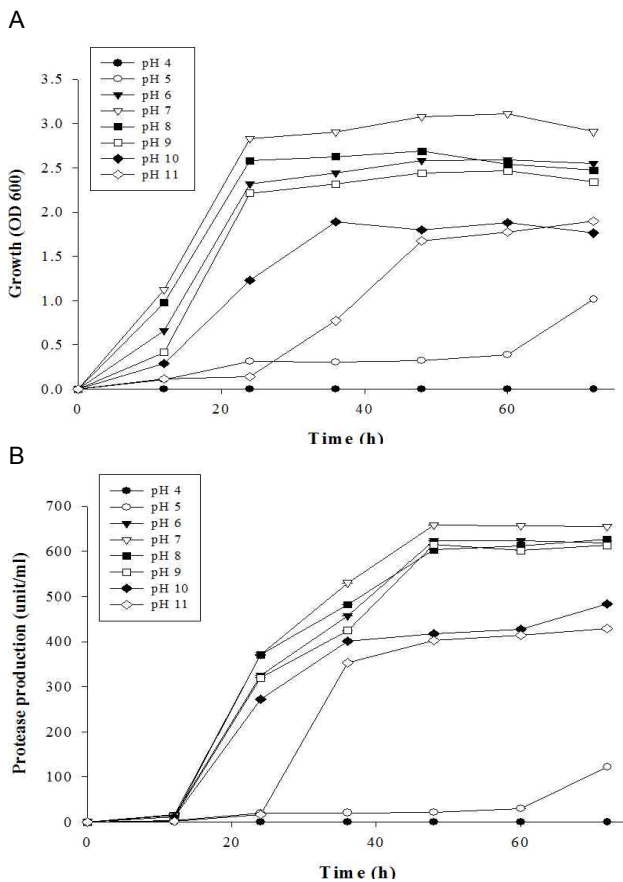 A
pH 4
pH 5
pH 6
pH 7
pH 8
pH 9
pH 10
pH 11
3.5
3.0
2.5
2.0
1.5
1.0
0.5
0.0
Growth (OD 600)
0 20 40 60
Time (h)
B
pH 4
pH 5
pH 6
pH 7
pH 8
pH 9
pH 10
pH 11
700
600
500
400
300
200
100
0
Protease production (unit/ml)
0 20 40 60
Time (h)